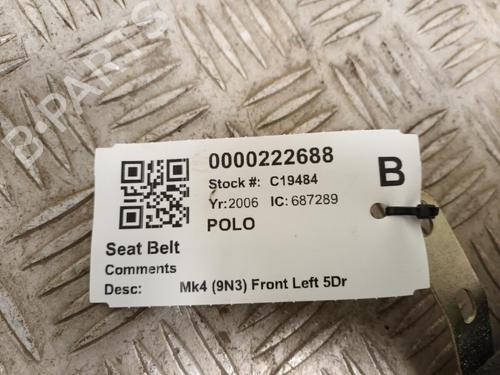 B-Parts
0000222688
B
Stock #: C19484
Yr:2006 IC: 687289
POLO
Seat Belt
Comments
Desc: Mk4 (9N3) Front Left 5Dr